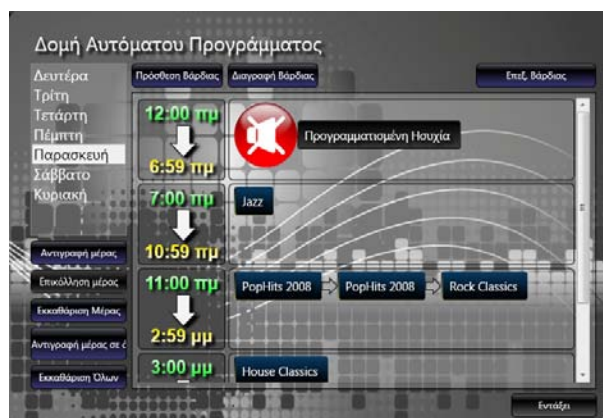 Δομή Αυτόματου Προγράμματος
Δευτέρα
Τρίτη
Τετάρτη
Πέμπτη
Παρασκευή
Σάββατο
Κυριακή
Αντιγραφή μέρας
Επικόλληση μέρας
Εκκαθάριση Μέρας
Αντιγραφή μέρας σε ό
Εκκαθάριση Όλων
Πρόσθεση Βάρδιας
Διαγραφή Βάρδιας
Επεξ. Βάρδιας
12:00 πμ
6:59 πμ
Προγραμματισμένη Ησυχία
7:00 πμ
10:59 πμ
Jazz
11:00 πμ
2:59 μμ
PopHits 2008 PopHits 2008 Rock Classics
3:00 μμ
House Classics
Εντάξει